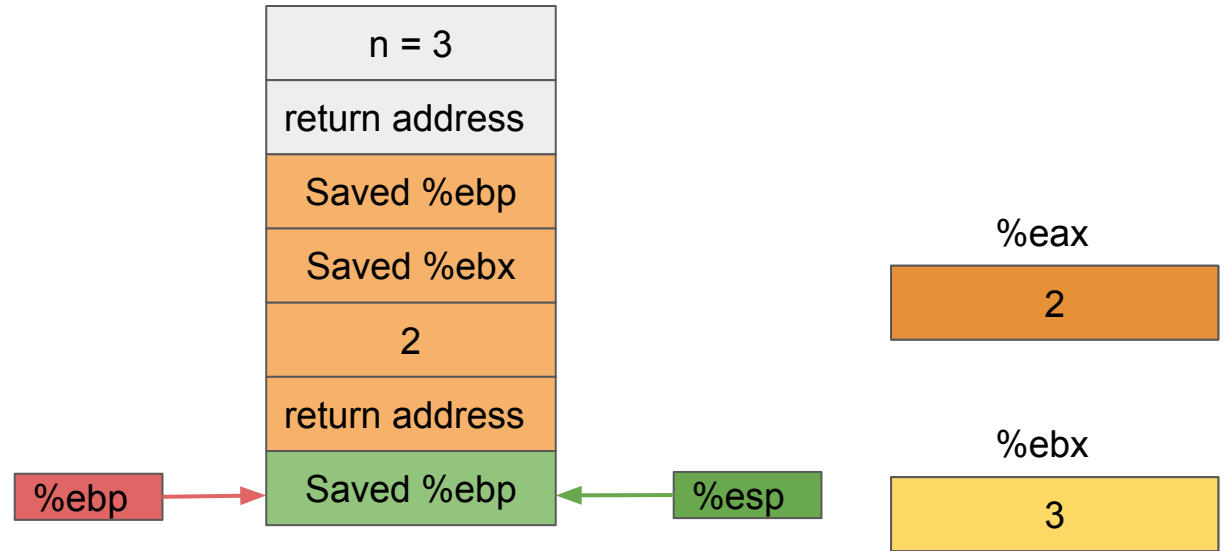 n = 3
return address
Saved %ebp
Saved %ebx
2
return address
Saved %ebp
%ebp
%esp
%eax
2
%ebx
3